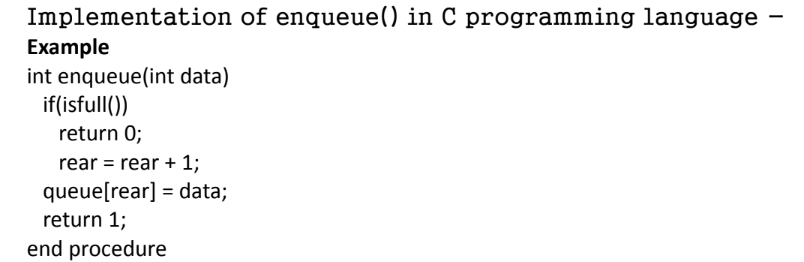 Implementation of enqueue() in C programming language −
Example
int enqueue(int data)
if(isfull())
return 0;
rear = rear + 1;
queue[rear] = data;
return 1;
end procedure